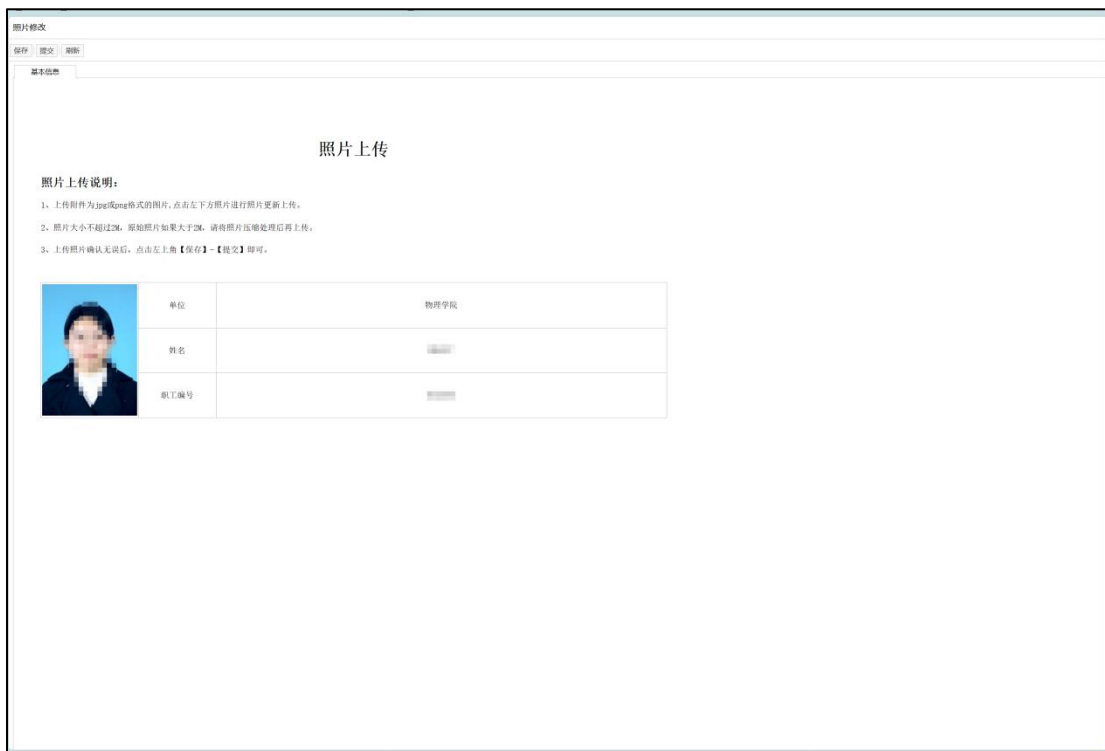 照片修改
保存 提交 刷新
基本信息
照片上传
照片上传说明：
1、上传附件为jpg或png格式的图片,点击左下方照片进行照片更新上传。
2、照片大小不超过2M，原始照片如果大于2M，请将照片压缩处理后再上传。
3、上传照片确认无误后，点击左上角【保存】-【提交】即可。
单位 物理学院
姓名
职工编号